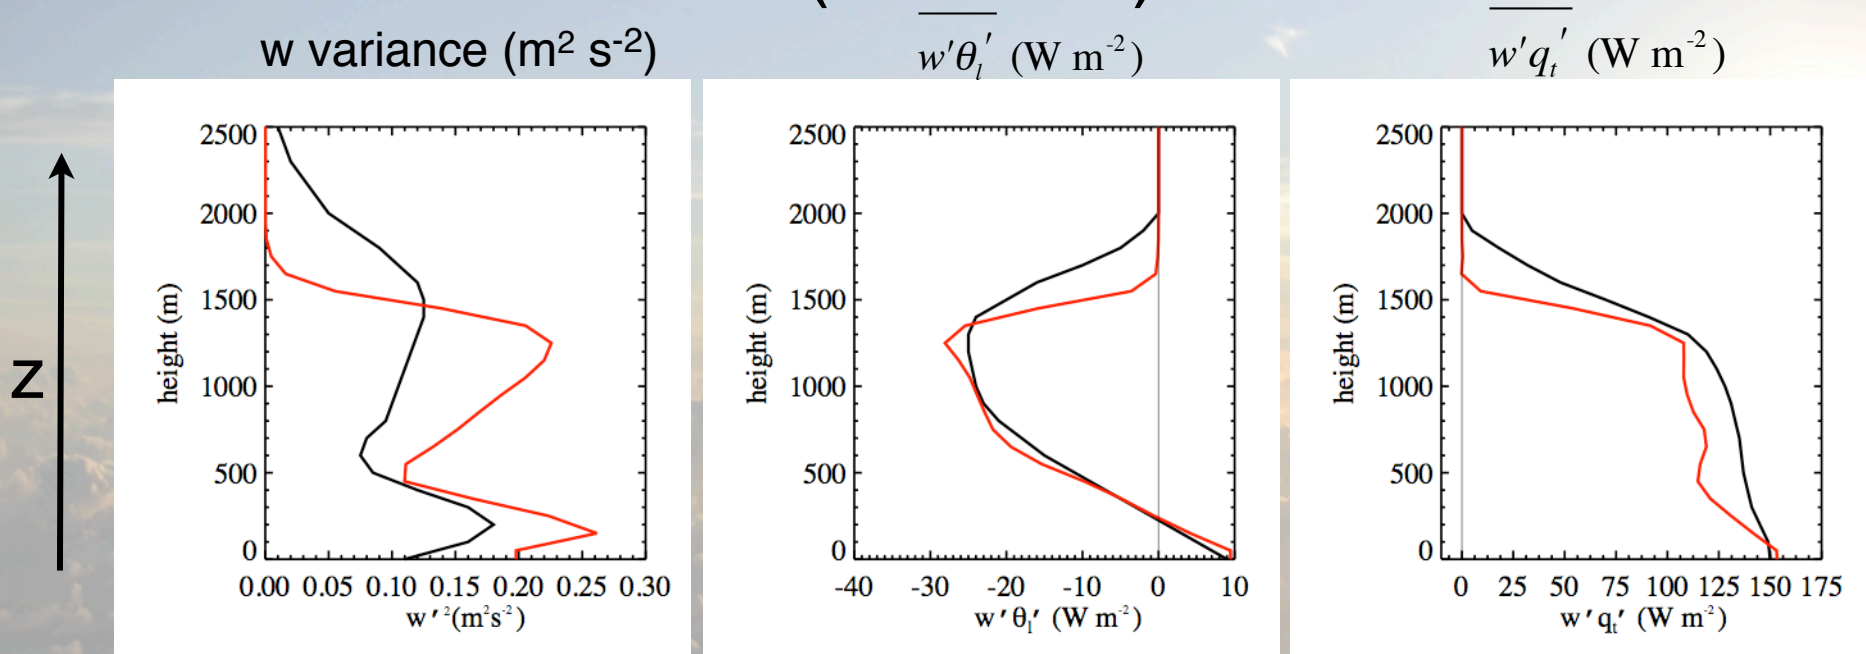 w variance (m² s⁻²)
w′θₗ′ (W m⁻²)
w′qₜ′ (W m⁻²)
z
height (m)
2500
2000
1500
1000
500
0
0.00 0.05 0.10 0.15 0.20 0.25 0.30
w′²(m²s⁻²)
height (m)
2500
2000
1500
1000
500
0
-40 -30 -20 -10 0 10
w′θₗ′ (W m⁻²)
height (m)
2500
2000
1500
1000
500
0
0 25 50 75 100 125 150 175
w′qₜ′ (W m⁻²)